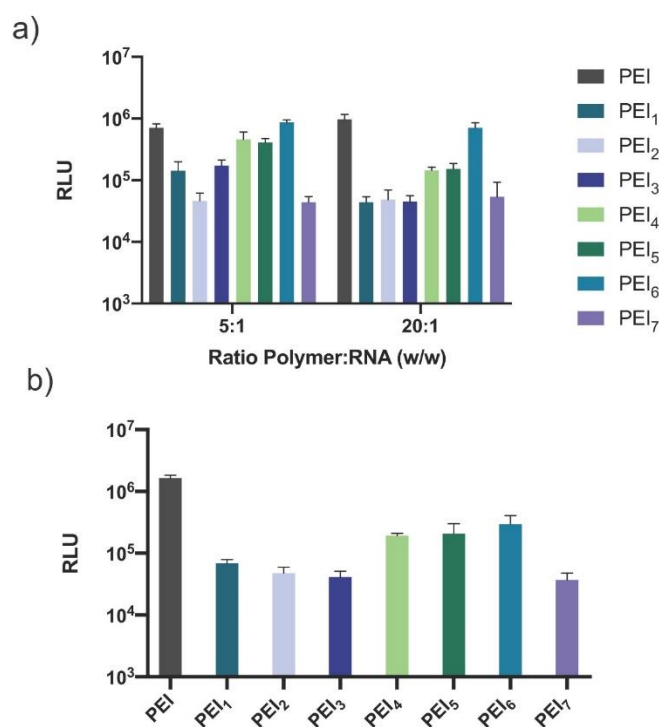 a)
RLU
10⁷
10⁶
10⁵
10⁴
10³
5:1 20:1
Ratio Polymer:RNA (w/w)
PEI
PEI₁
PEI₂
PEI₃
PEI₄
PEI₅
PEI₆
PEI₇
b)
RLU
10⁷
10⁶
10⁵
10⁴
10³
PEI PEI₁ PEI₂ PEI₃ PEI₄ PEI₅ PEI₆ PEI₇